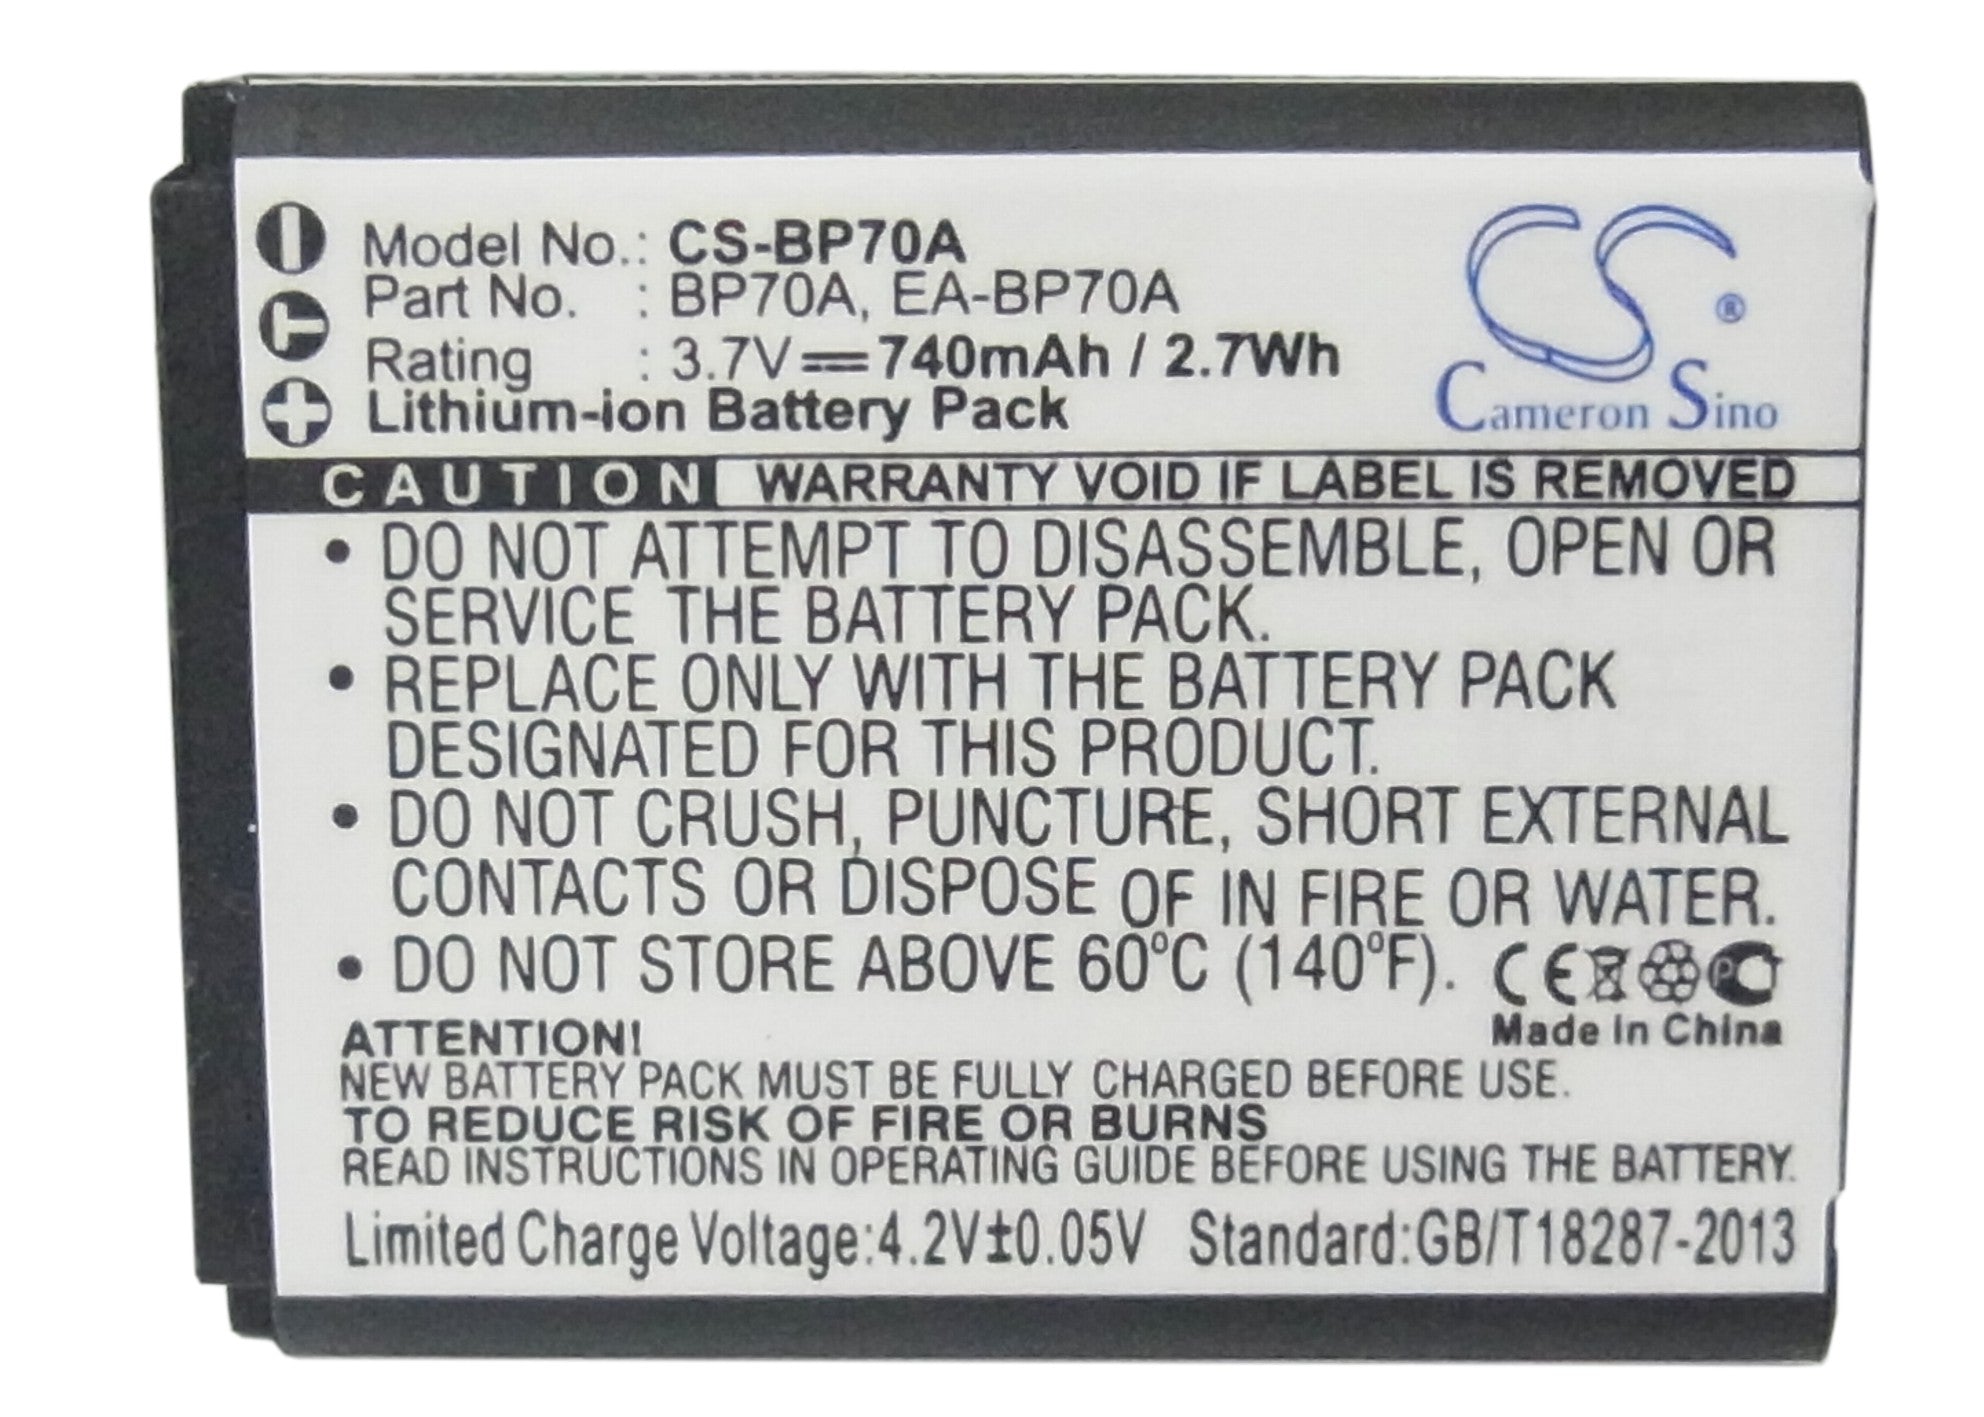 Model No.: CS-BP70A
Part No. : BP70A, EA-BP70A
Rating : 3.7V 740mAh / 2.7Wh
Lithium-ion Battery Pack
CS®
Cameron Sino
T
CAUTION WARRANTY VOID IF LABEL IS REMOVED
• DO NOT ATTEMPT TO DISASSEMBLE, OPEN OR
SERVICE THE BATTERY PACK.
• REPLACE ONLY WITH THE BATTERY PACK
DESIGNATED FOR THIS PRODUCT.
• DO NOT CRUSH, PUNCTURE, SHORT EXTERNAL
CONTACTS OR DISPOSE OF IN FIRE OR WATER.
• DO NOT STORE ABOVE 60ºC (140ºF).
CE PC
Made in China
ATTENTION!
NEW BATTERY PACK MUST BE FULLY CHARGED BEFORE USE.
TO REDUCE RISK OF FIRE OR BURNS
READ INSTRUCTIONS IN OPERATING GUIDE BEFORE USING THE BATTERY.
Limited Charge Voltage:4.2V±0.05V Standard:GB/T18287-2013